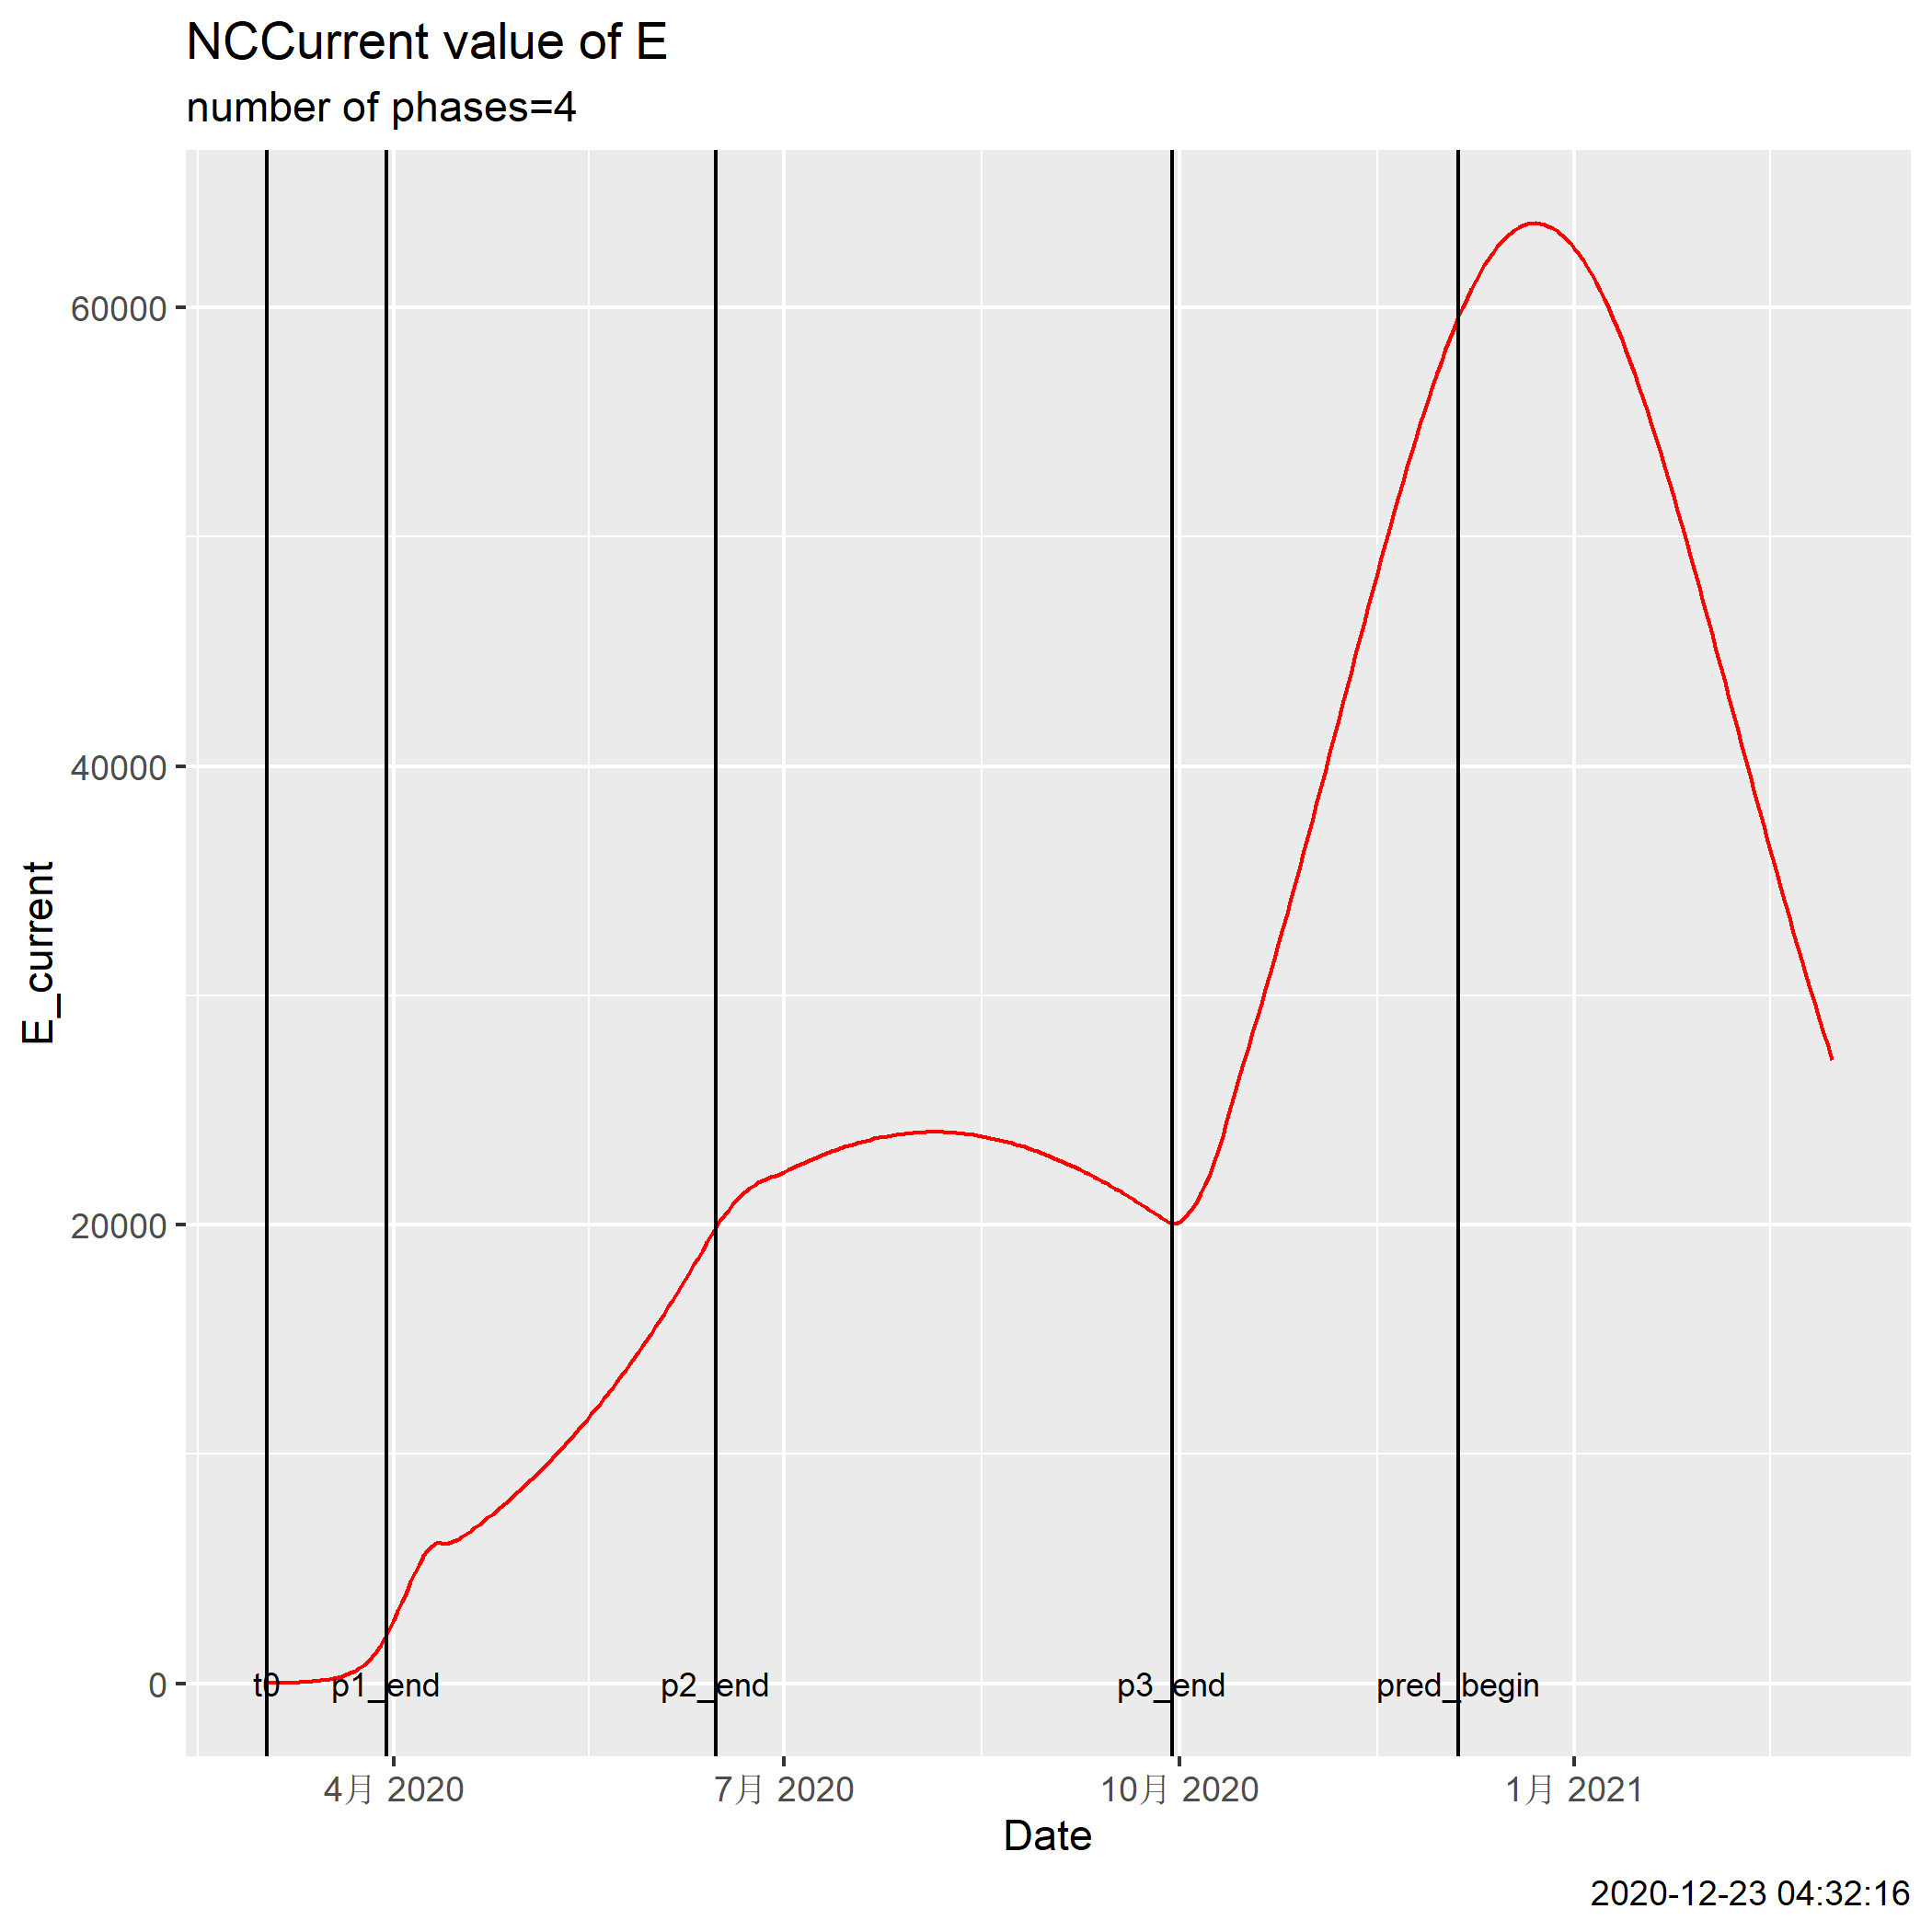 NCCurrent value of E
number of phases=4
60000
40000
20000
0
E_current
t0
p1_end
p2_end
p3_end
pred_begin
4月 2020
7月 2020
10月 2020
1月 2021
Date
2020-12-23 04:32:16